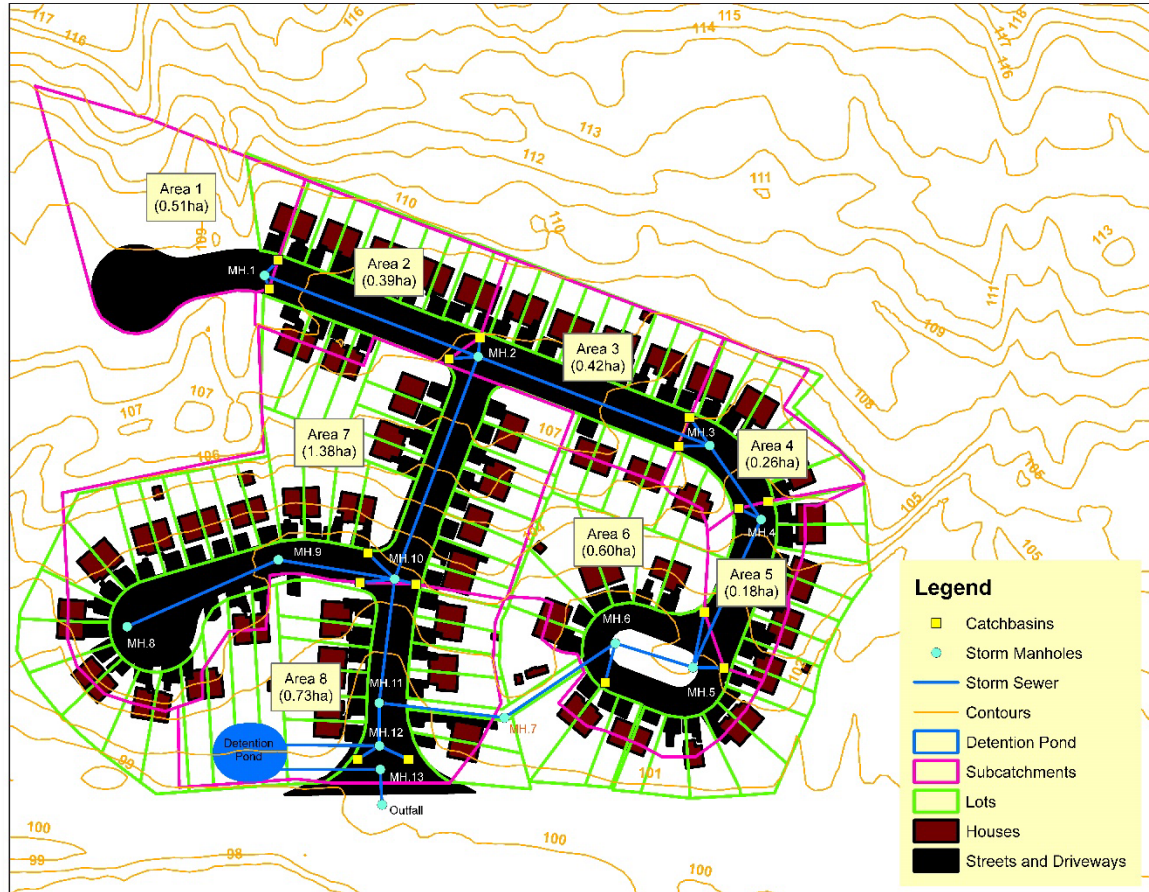 117
116
116
115
114
118
117
116
113
112
111
110
110
109
113
111
109
108
107
107
107
106
105
105
104
101
99
100
99
98
100
100
Area 1
(0.51ha)
Area 2
(0.39ha)
Area 3
(0.42ha)
Area 4
(0.26ha)
Area 7
(1.38ha)
Area 6
(0.60ha)
Area 5
(0.18ha)
Area 8
(0.73ha)
MH.1
MH.2
MH.3
MH.4
MH.9
MH.10
MH.6
MH.8
MH.5
MH.11
MH.7
MH.12
MH.13
Detention
Pond
Outfall
Legend
Catchbasins
Storm Manholes
Storm Sewer
Contours
Detention Pond
Subcatchments
Lots
Houses
Streets and Driveways